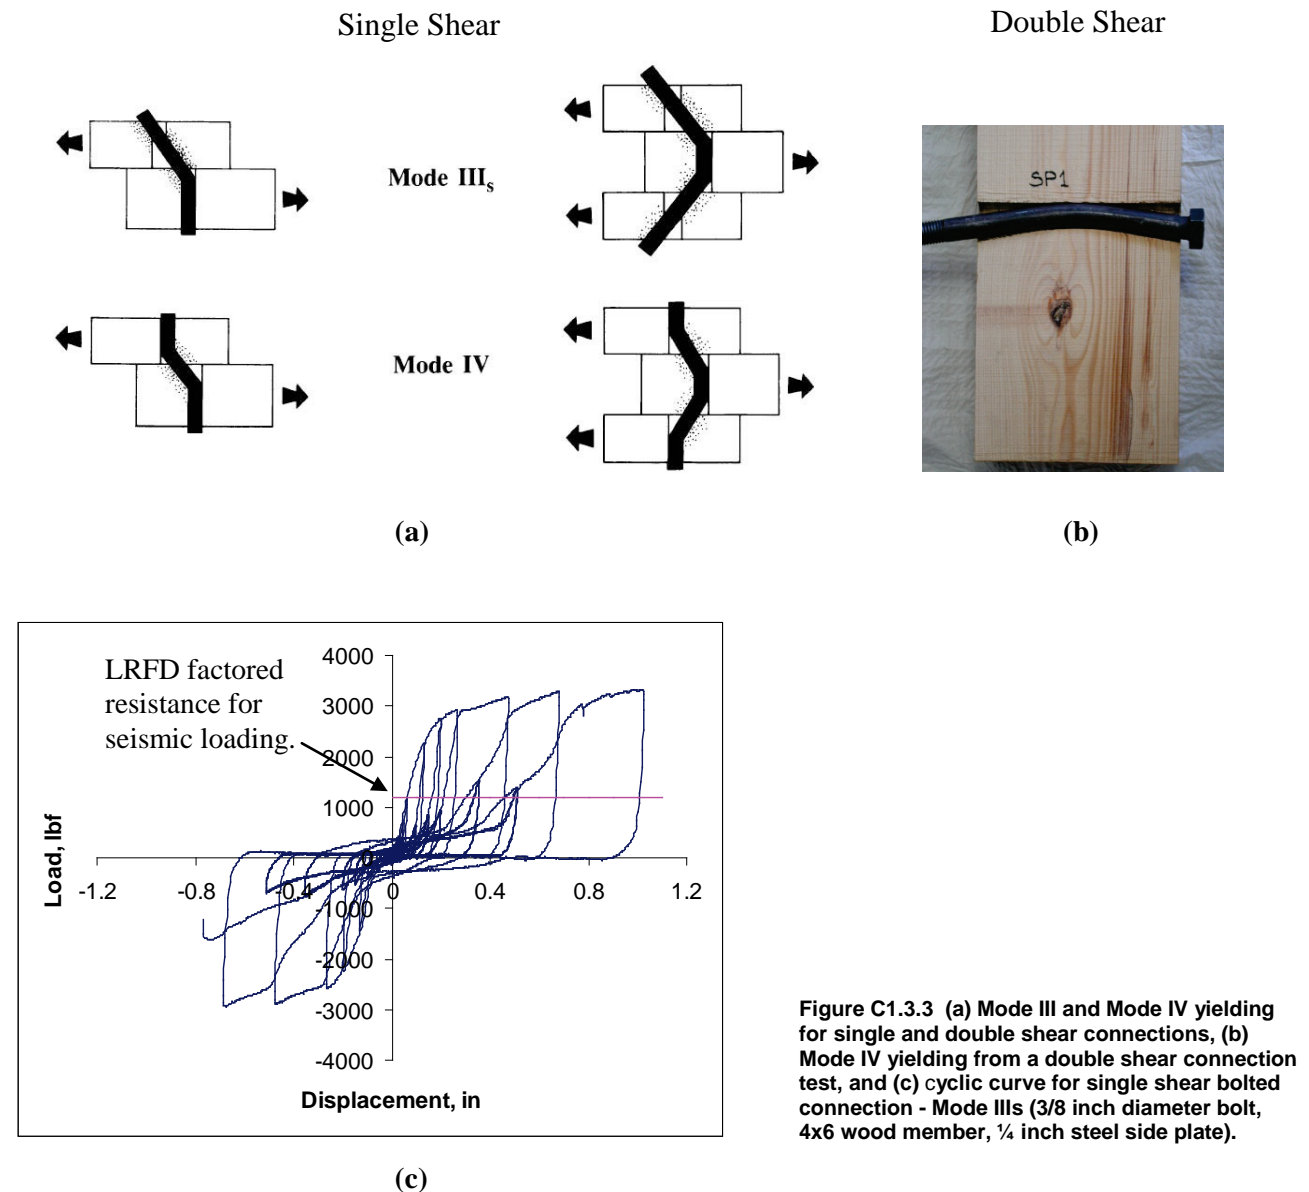 Single Shear
Double Shear
Mode IIIs
SP1
Mode IV
(a)
(b)
LRFD factored
resistance for
seismic loading.
4000
3000
2000
1000
0
-1000
-2000
-3000
-4000
-1.2
-0.8
-0.4
0
0.4
0.8
1.2
Load, lbf
Displacement, in
Figure C1.3.3 (a) Mode III and Mode IV yielding
for single and double shear connections, (b)
Mode IV yielding from a double shear connection
test, and (c) cyclic curve for single shear bolted
connection - Mode IIIs (3/8 inch diameter bolt,
4x6 wood member, ¼ inch steel side plate).
(c)